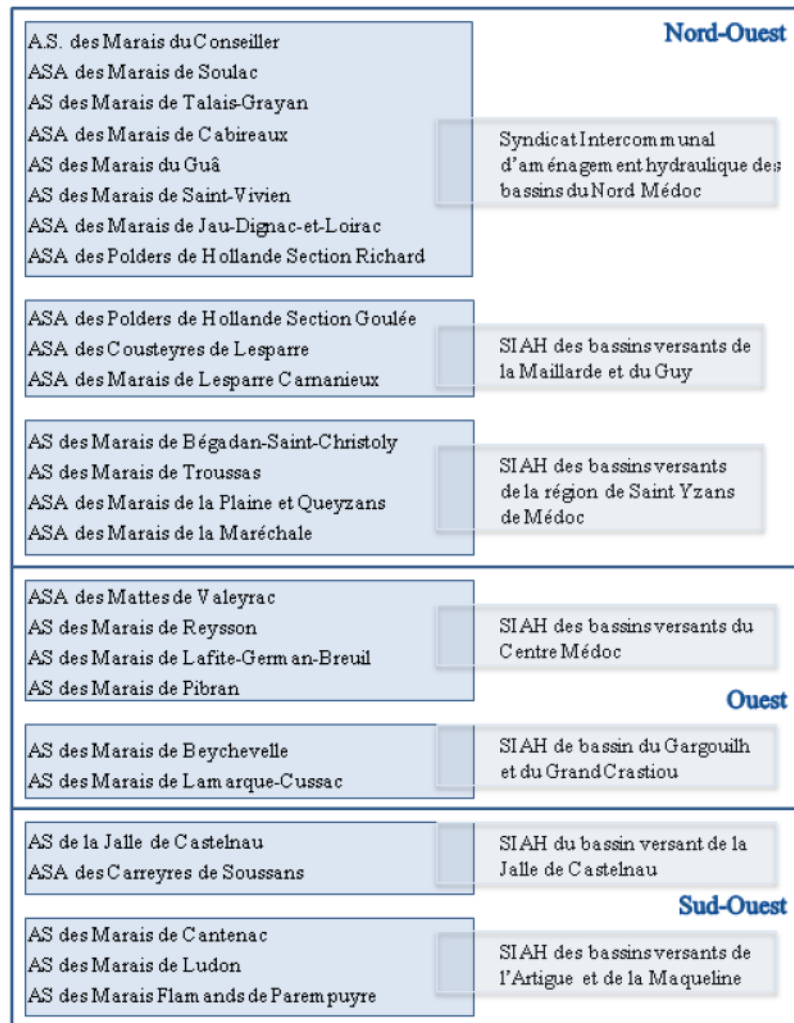 Nord-Ouest
A.S. des Marais du Conseiller
ASA des Marais de Soulac
AS des Marais de Talais-Grayan
ASA des Marais de Cabireaux
AS des Marais du Guâ
AS des Marais de Saint-Vivien
ASA des Marais de Jau-Dignac-et-Loirac
ASA des Polders de Hollande Section Richard
Syndicat Intercommunal
d'aménagement hydraulique des
bassins du Nord Médoc
ASA des Polders de Hollande Section Goulée
ASA des Cousteyres de Lesparre
ASA des Marais de Lesparre Carnanieux
SIAH des bassins versants de
la Maillarde et du Guy
AS des Marais de Bégadan-Saint-Christoly
AS des Marais de Troussas
ASA des Marais de la Plaine et Queyzans
ASA des Marais de la Maréchale
SIAH des bassins versants
de la région de Saint Yzans
de Médoc
ASA des Mattes de Valeyrac
AS des Marais de Reysson
AS des Marais de Lafite-German-Breuil
AS des Marais de Pibran
SIAH des bassins versants du
Centre Médoc
Ouest
AS des Marais de Beychevelle
AS des Marais de Lamarque-Cussac
SIAH de bassin du Gargouilh
et du Grand Crastiou
AS de la Jalle de Castelnau
ASA des Carreyres de Soussans
SIAH du bassin versant de la
Jalle de Castelnau
Sud-Ouest
AS des Marais de Cantenac
AS des Marais de Ludon
AS des Marais Flamands de Parempuyre
SIAH des bassins versants de
l'Artigue et de la Maqueline